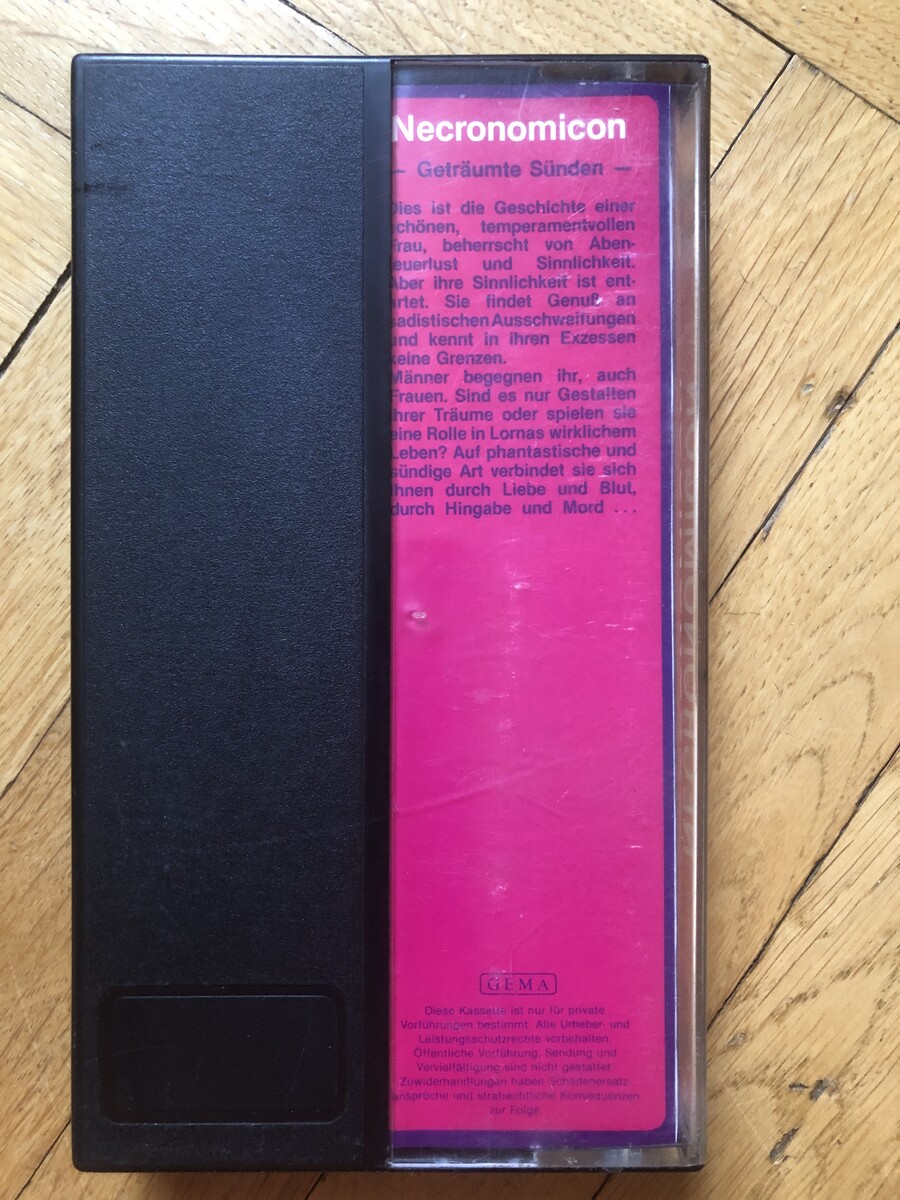 Necronomicon
– Geträumte Sünden –
Dies ist die Geschichte einer
schönen, temperamentvollen
Frau, beherrscht von Aben-
teuerlust und Sinnlichkeit.
Aber ihre Sinnlichkeit ist ent-
artet. Sie findet Genuß an
sadistischen Ausschweifungen
und kennt in ihren Exzessen
keine Grenzen.
Männer begegnen ihr, auch
Frauen. Sind es nur Gestalten
ihrer Träume oder spielen sie
eine Rolle in Lornas wirklichem
Leben? Auf phantastische und
sündige Art verbindet sie sich
ihnen durch Liebe und Blut,
durch Hingabe und Mord ...
GEMA
Diese Kassette ist nur für private
Vorführungen bestimmt. Alle Urheber- und
Leistungsschutzrechte vorbehalten.
Öffentliche Vorführung, Sendung und
Vervielfältigung sind nicht gestattet.
Zuwiderhandlungen haben Schadenersatz-
ansprüche und strafrechtliche Konsequenzen
zur Folge.